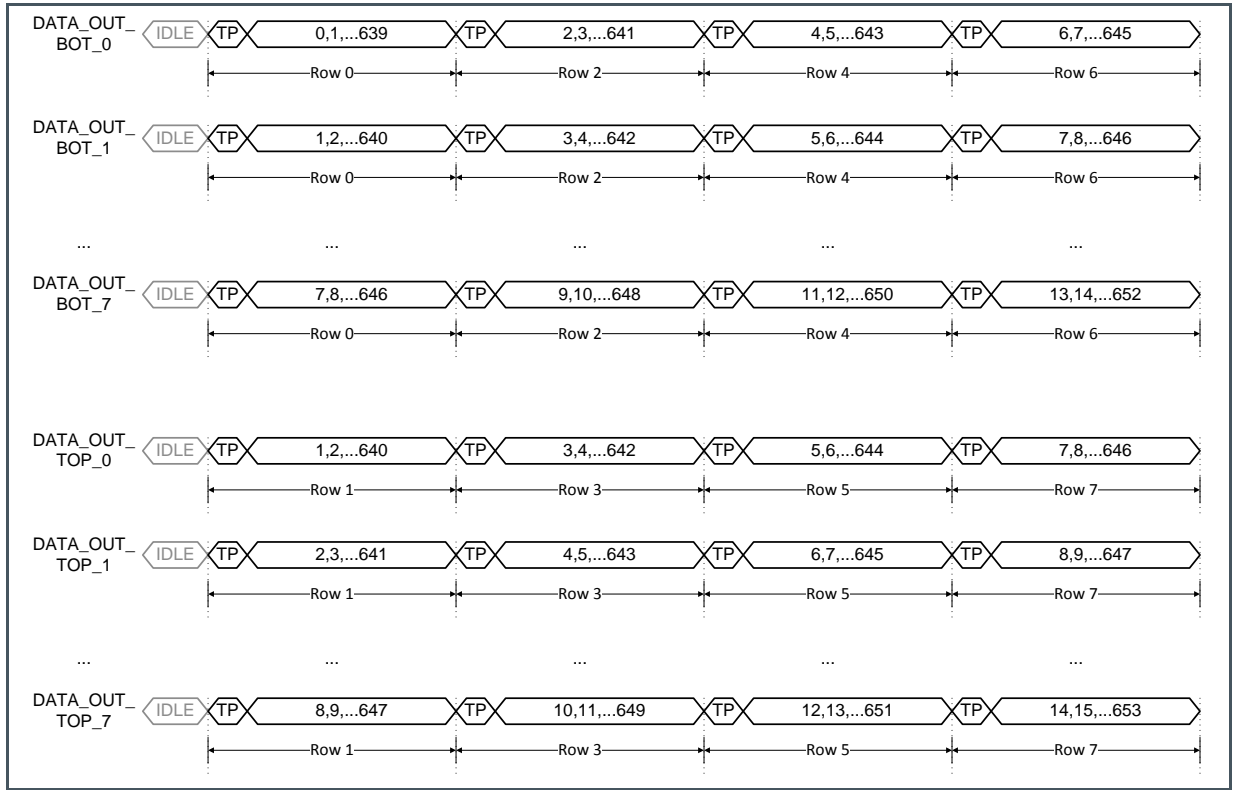 DATA_OUT_
BOT_0
IDLE TP 0,1,...639 TP 2,3,...641 TP 4,5,...643 TP 6,7,...645
Row 0 Row 2 Row 4 Row 6
DATA_OUT_
BOT_1
IDLE TP 1,2,...640 TP 3,4,...642 TP 5,6,...644 TP 7,8,...646
Row 0 Row 2 Row 4 Row 6
... ... ... ... ...
DATA_OUT_
BOT_7
IDLE TP 7,8,...646 TP 9,10,...648 TP 11,12,...650 TP 13,14,...652
Row 0 Row 2 Row 4 Row 6
DATA_OUT_
TOP_0
IDLE TP 1,2,...640 TP 3,4,...642 TP 5,6,...644 TP 7,8,...646
Row 1 Row 3 Row 5 Row 7
DATA_OUT_
TOP_1
IDLE TP 2,3,...641 TP 4,5,...643 TP 6,7,...645 TP 8,9,...647
Row 1 Row 3 Row 5 Row 7
... ... ... ... ...
DATA_OUT_
TOP_7
IDLE TP 8,9,...647 TP 10,11,...649 TP 12,13,...651 TP 14,15,...653
Row 1 Row 3 Row 5 Row 7